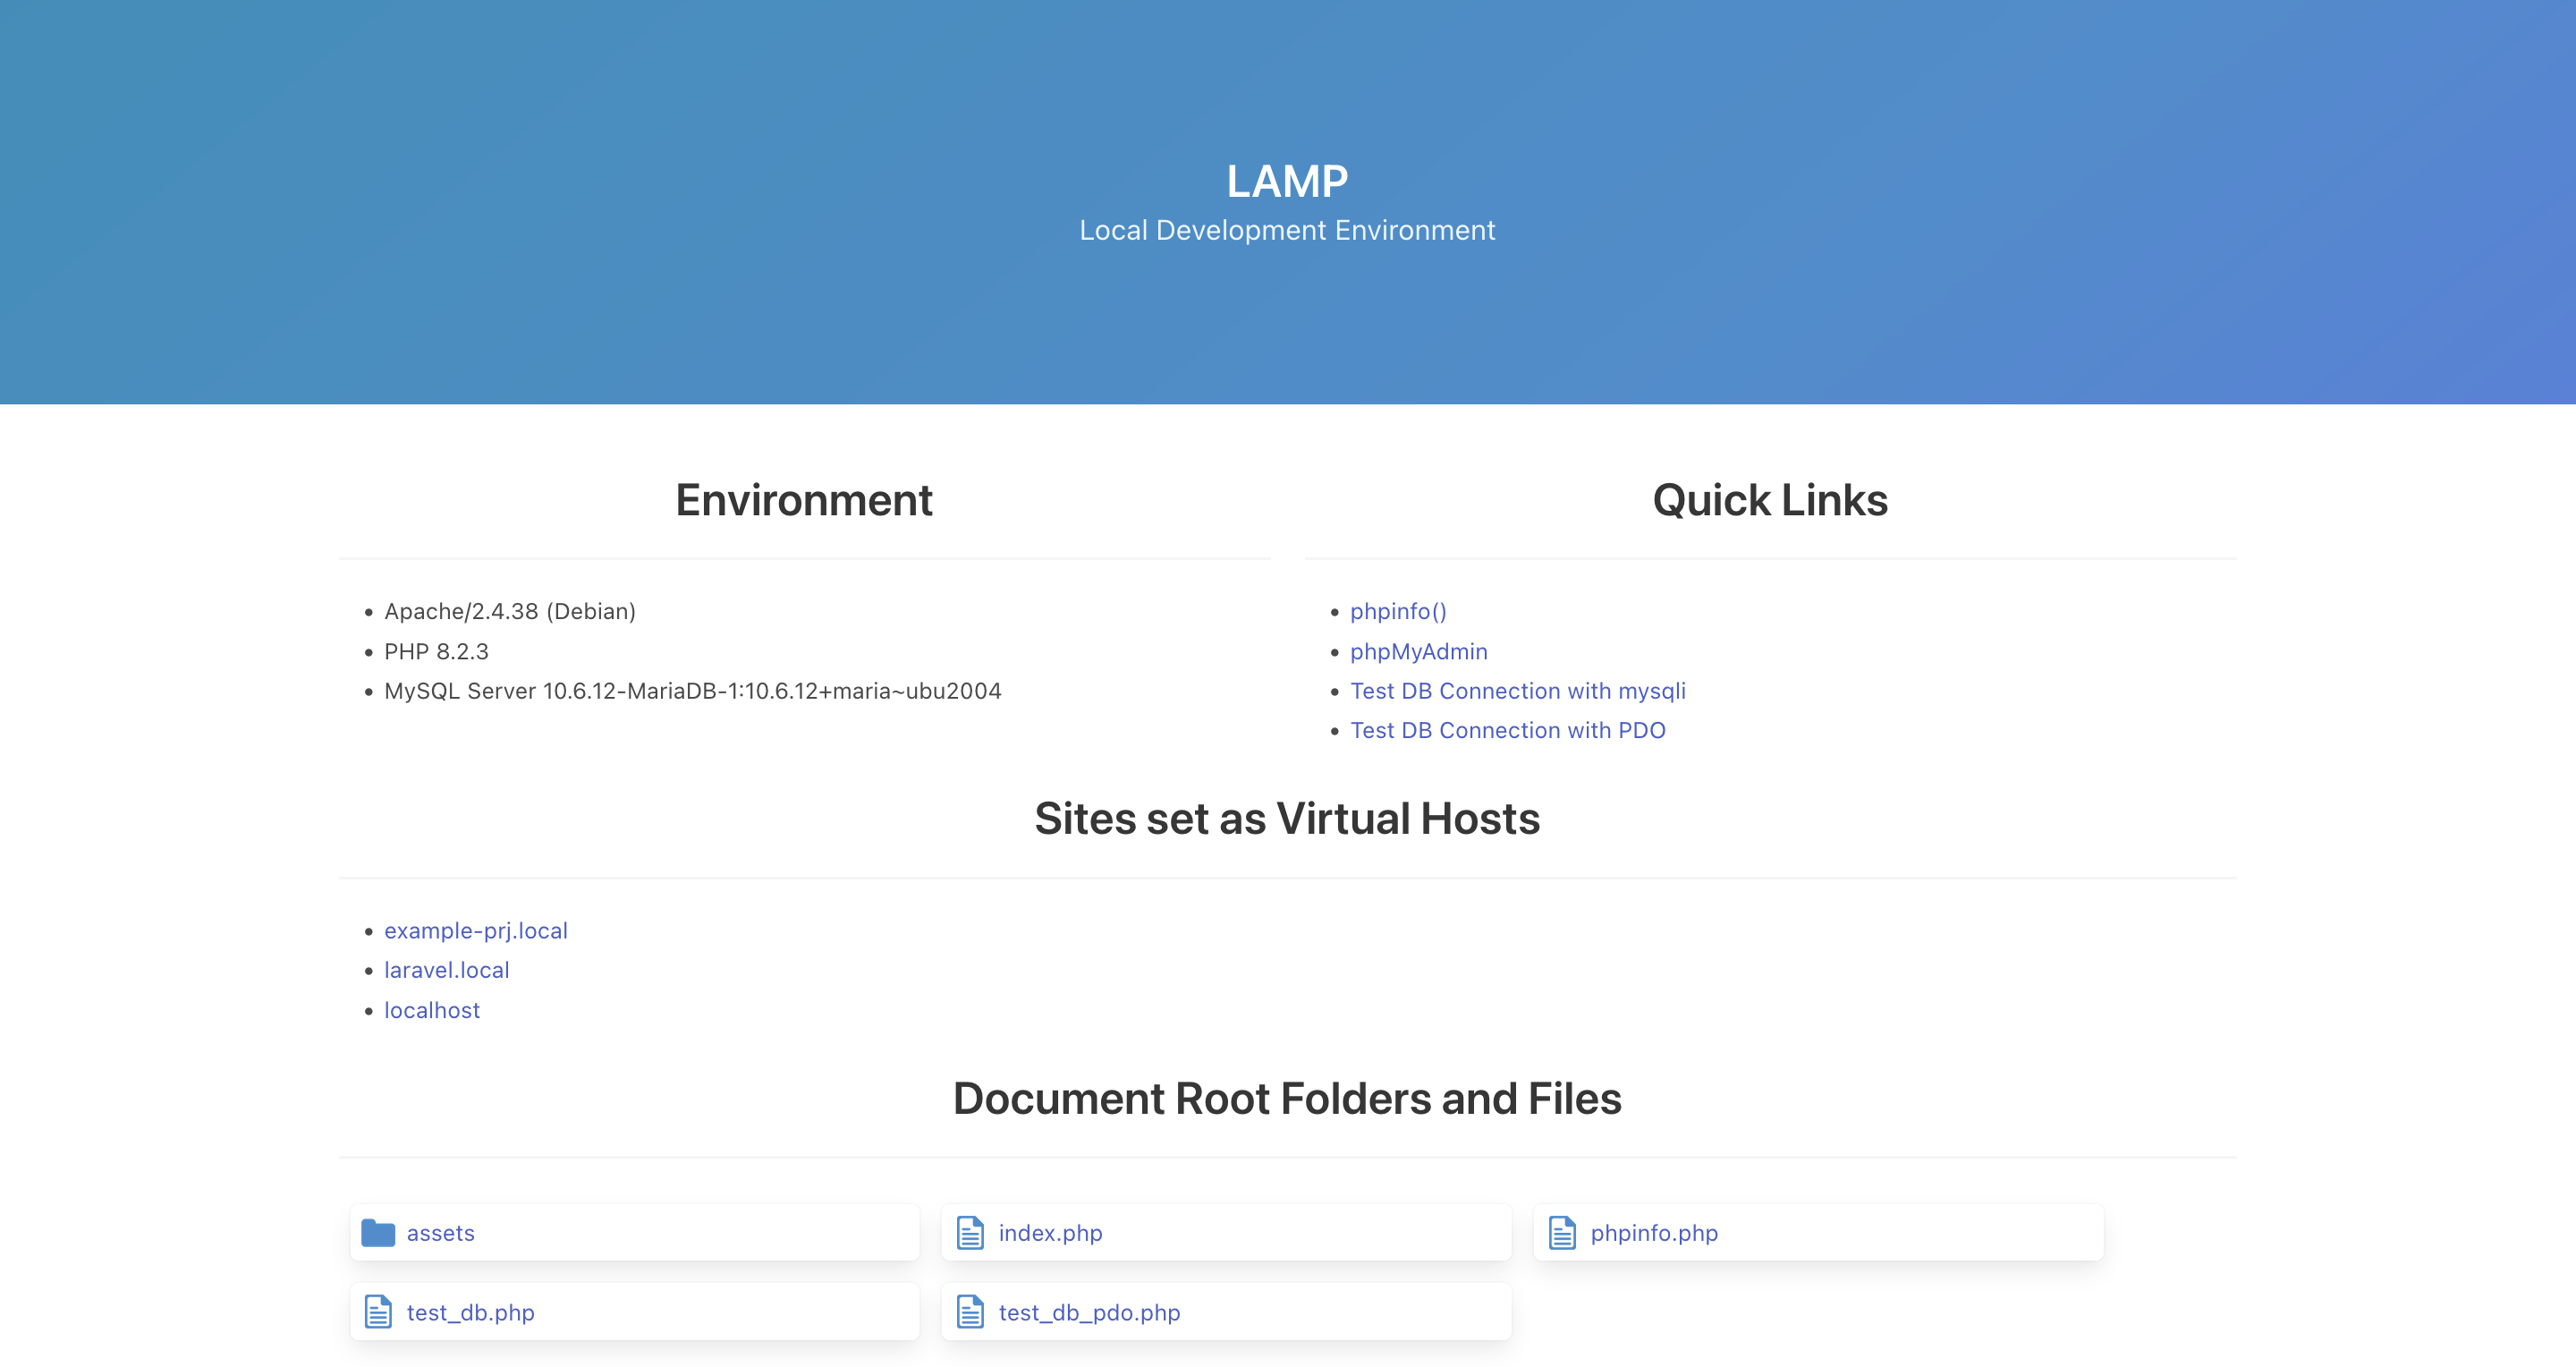 LAMP
Local Development Environment
Environment
Apache/2.4.38 (Debian)
PHP 8.2.3
MySQL Server 10.6.12-MariaDB-1:10.6.12+maria~ubu2004
Quick Links
phpinfo()
phpMyAdmin
Test DB Connection with mysqli
Test DB Connection with PDO
Sites set as Virtual Hosts
example-prj.local
laravel.local
localhost
Document Root Folders and Files
assets
index.php
phpinfo.php
test_db.php
test_db_pdo.php